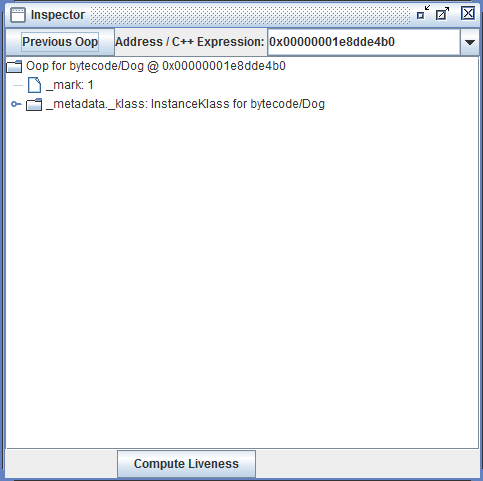 Inspector
Previous Oop Address / C++ Expression: 0x00000001e8dde4b0
Oop for bytecode/Dog @ 0x00000001e8dde4b0
_mark: 1
_metadata._klass: InstanceKlass for bytecode/Dog
Compute Liveness